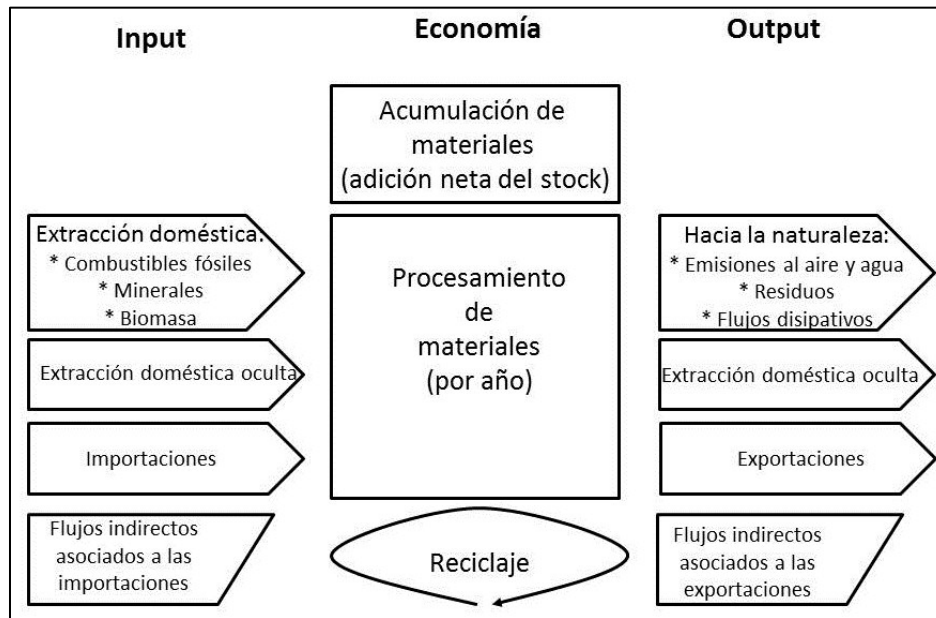 Input
Economía
Output
Acumulación de
materiales
(adición neta del stock)
Extracción doméstica:
* Combustibles fósiles
* Minerales
* Biomasa
Extracción doméstica oculta
Importaciones
Flujos indirectos
asociados a las
importaciones
Procesamiento
de
materiales
(por año)
Reciclaje
Hacia la naturaleza:
* Emisiones al aire y agua
* Residuos
* Flujos disipativos
Extracción doméstica oculta
Exportaciones
Flujos indirectos
asociados a las
exportaciones